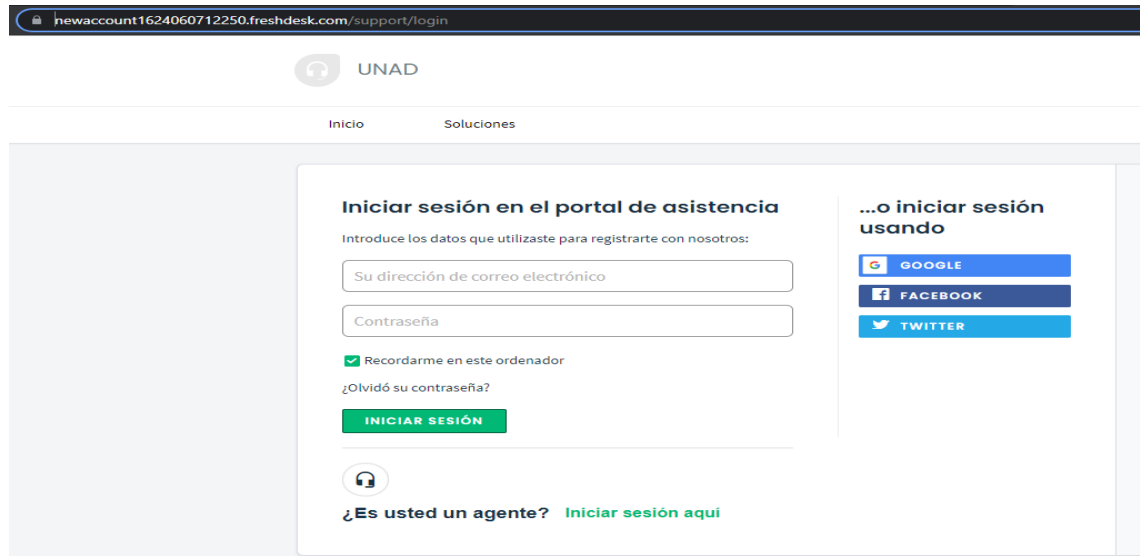 newaccount1624060712250.freshdesk.com/support/login
UNAD
Inicio Soluciones
Iniciar sesión en el portal de asistencia
Introduce los datos que utilizaste para registrarte con nosotros:
Su dirección de correo electrónico
Contraseña
Recordarme en este ordenador
¿Olvidó su contraseña?
INICIAR SESIÓN
¿Es usted un agente? Iniciar sesión aquí
...o iniciar sesión
usando
G GOOGLE
f FACEBOOK
TWITTER